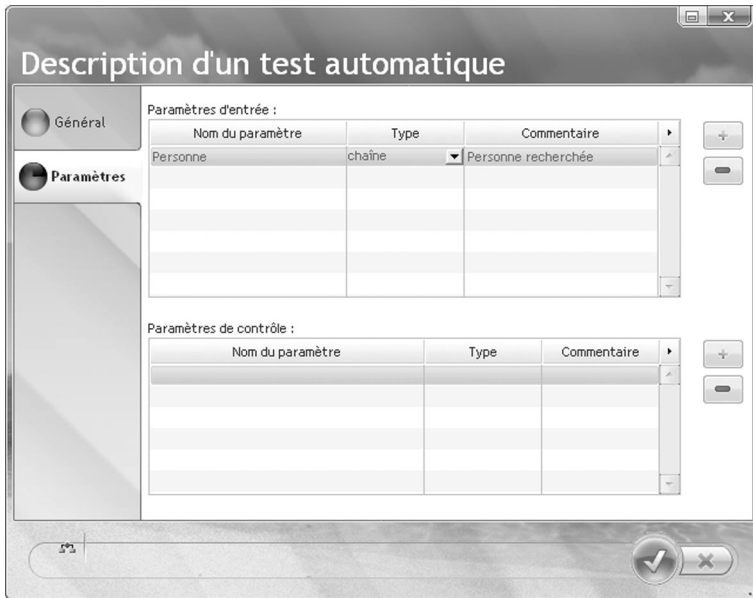 Description d'un test automatique
Général
Paramètres
Paramètres d'entrée :
Nom du paramètre Type Commentaire
Personne chaîne Personne recherchée
Paramètres de contrôle :
Nom du paramètre Type Commentaire